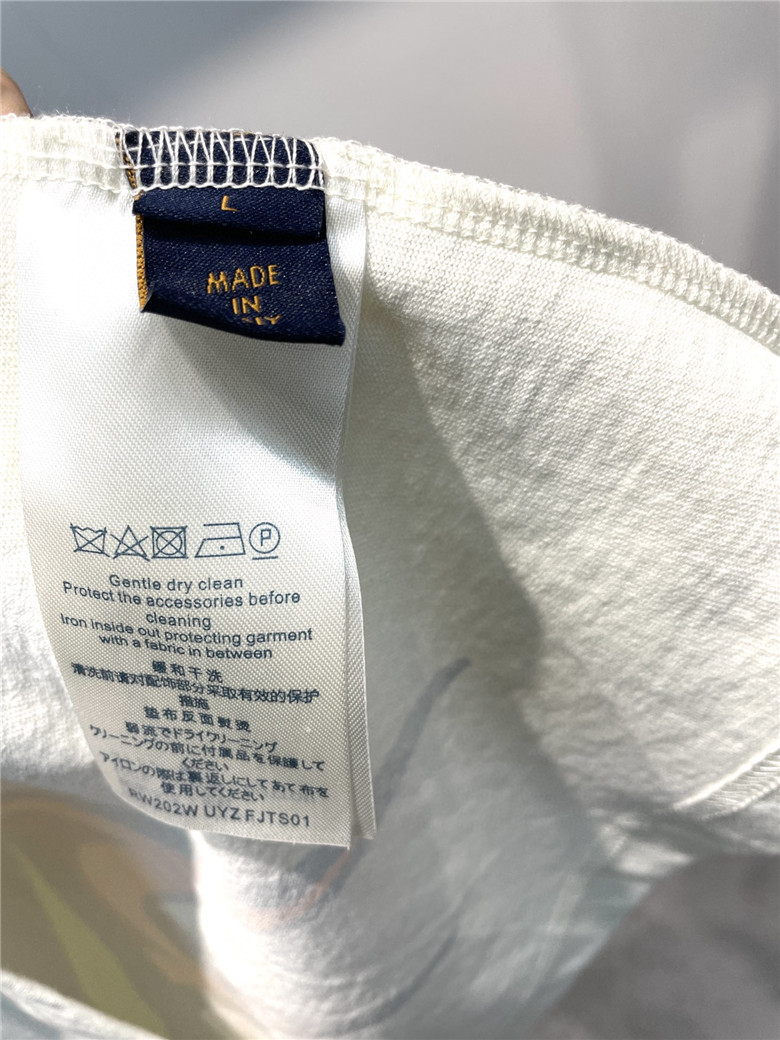 L
MADE
IN
P
Gentle dry clean
Protect the accessories before
cleaning
Iron inside out protecting garment
with a fabric in between
缓和干洗
清洗前请对配饰部分采取有效的保护
措施
垫布反面熨烫
弱流でドライクリーニング
クリーニングの前に付属品を保護して
ください
アイロンの際は裏返しにしてあて布を
使用してください
RW202W UYZ FJTS01